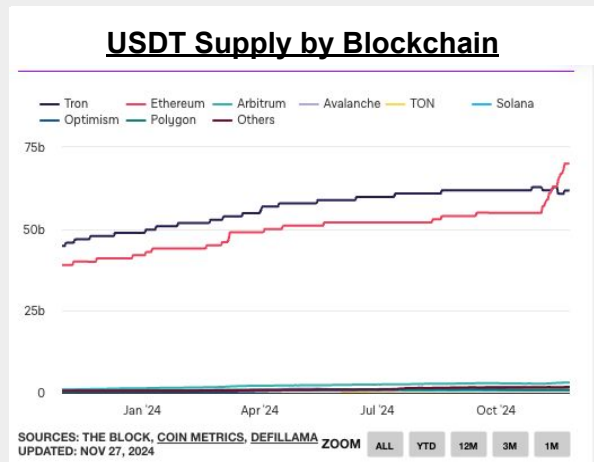 USDT Supply by Blockchain
Tron Ethereum Arbitrum Avalanche TON Solana
Optimism Polygon Others
75b
50b
25b
0
Jan '24 Apr '24 Jul '24 Oct '24
SOURCES: THE BLOCK, COIN METRICS, DEFILLAMA
UPDATED: NOV 27, 2024
ZOOM ALL YTD 12M 3M 1M